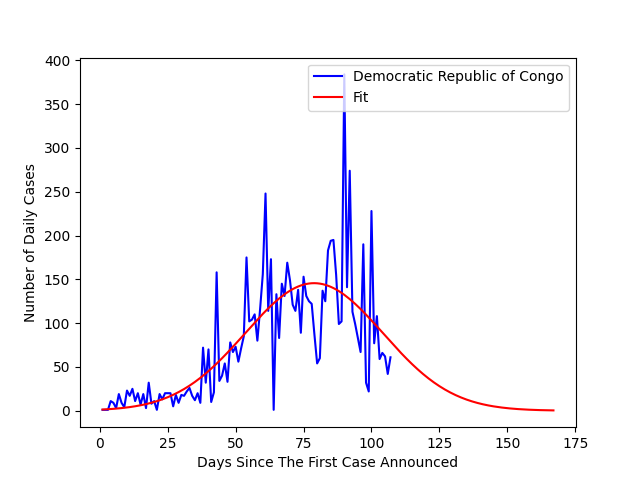 400
350
300
250
200
150
100
50
0
Number of Daily Cases
Democratic Republic of Congo
Fit
0 25 50 75 100 125 150 175
Days Since The First Case Announced